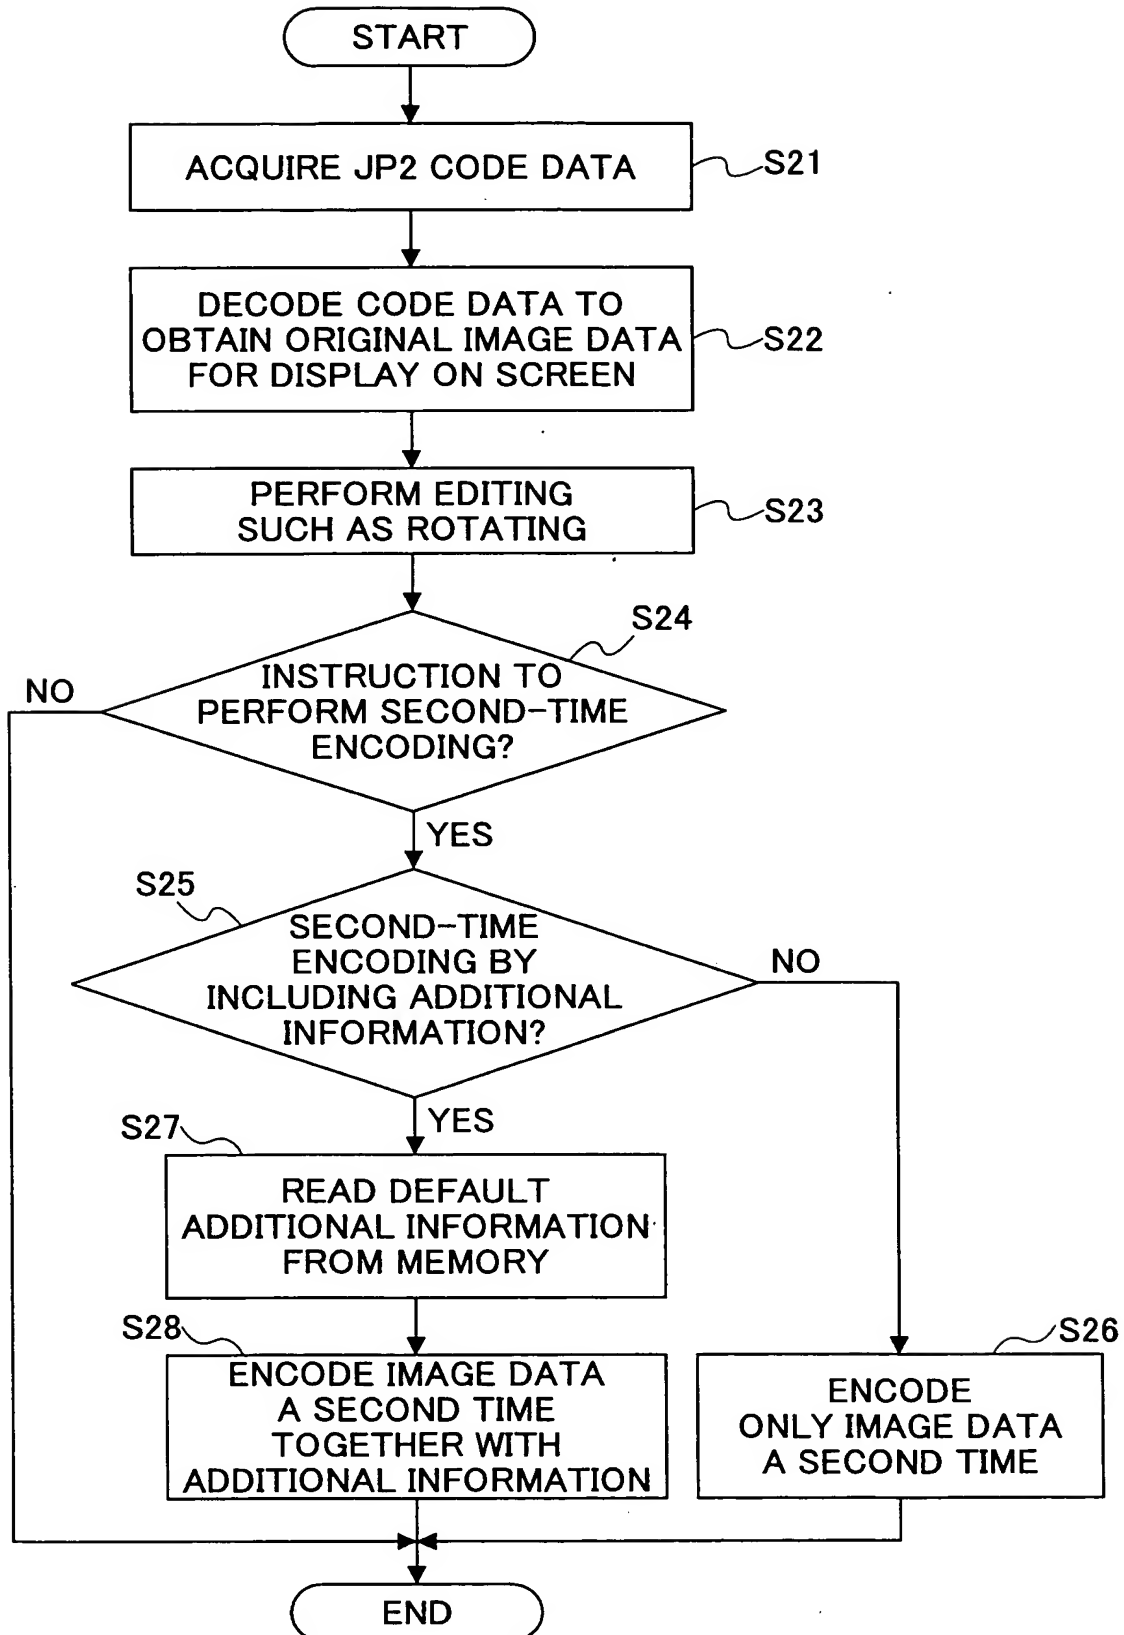 START
ACQUIRE JP2 CODE DATA
S21
DECODE CODE DATA TO
OBTAIN ORIGINAL IMAGE DATA
FOR DISPLAY ON SCREEN
S22
PERFORM EDITING
SUCH AS ROTATING
S23
S24
INSTRUCTION TO
PERFORM SECOND-TIME
ENCODING?
NO
YES
S25
SECOND-TIME
ENCODING BY
INCLUDING ADDITIONAL
INFORMATION?
NO
YES
S27
READ DEFAULT
ADDITIONAL INFORMATION
FROM MEMORY
S28
ENCODE IMAGE DATA
A SECOND TIME
TOGETHER WITH
ADDITIONAL INFORMATION
S26
ENCODE
ONLY IMAGE DATA
A SECOND TIME
END